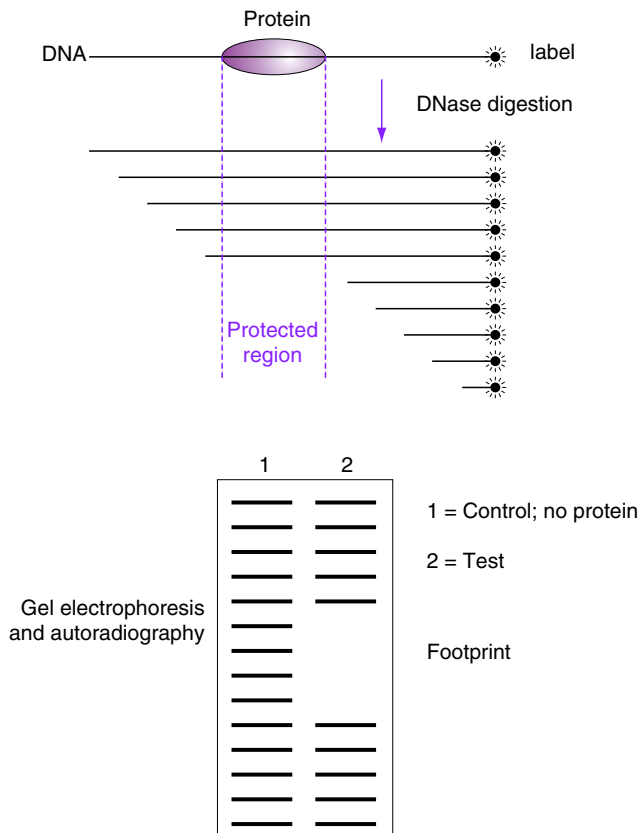 Protein
DNA
label
DNase digestion
Protected
region
1 2
1 = Control; no protein
2 = Test
Gel electrophoresis
and autoradiography
Footprint